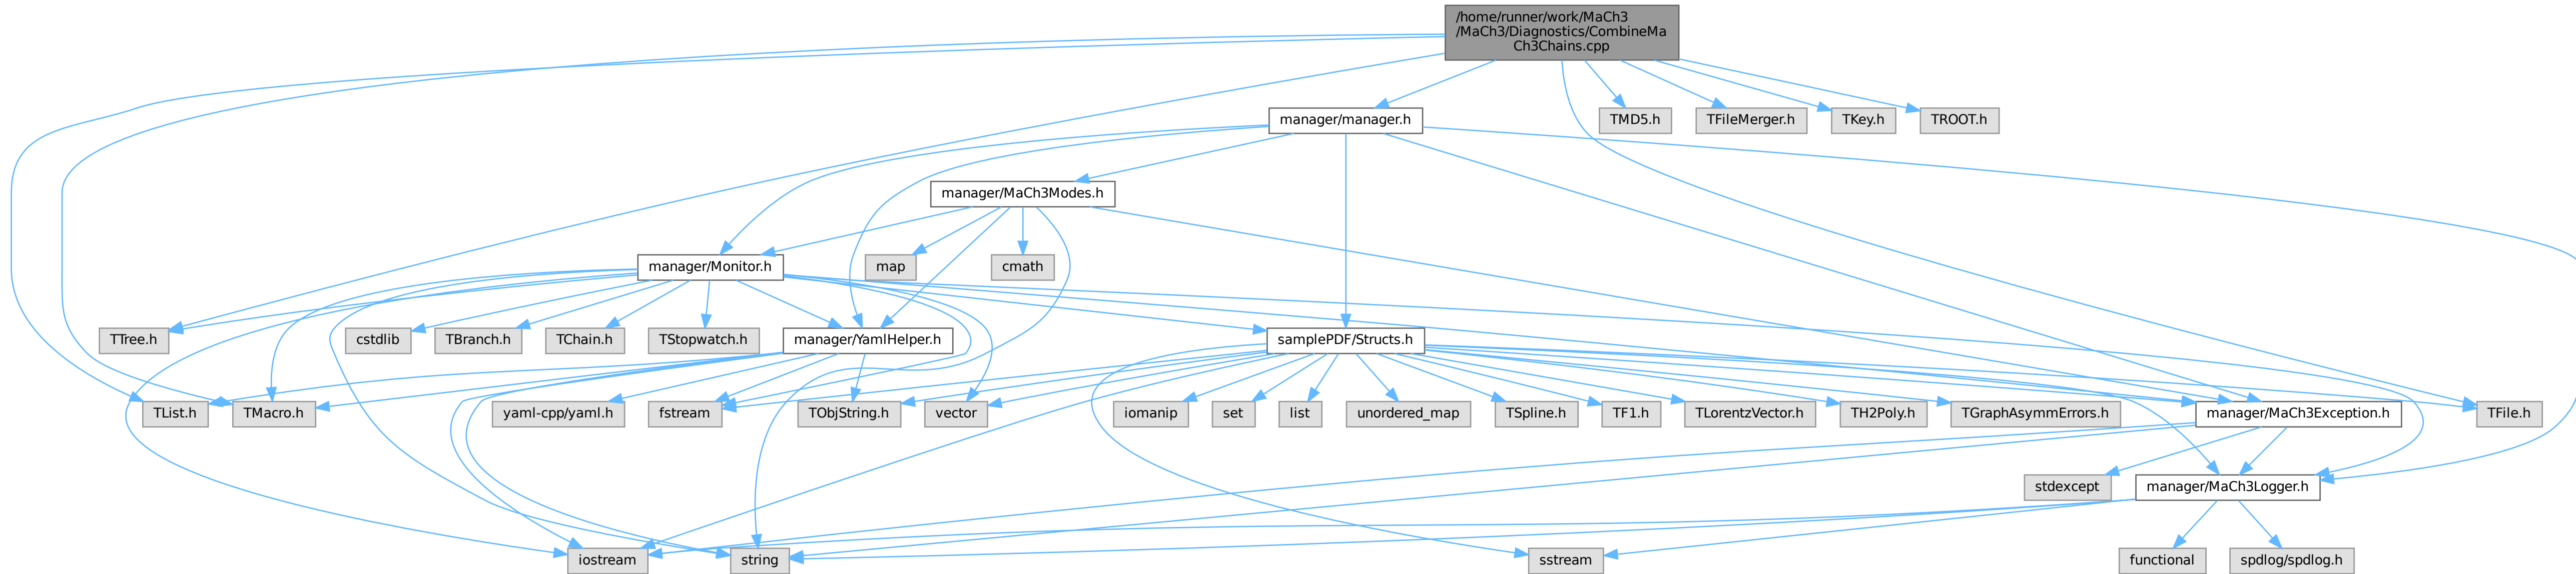 /home/runner/work/MaCh3
/MaCh3/Diagnostics/CombineMa
Ch3Chains.cpp
manager/manager.h
TMD5.h
TFileMerger.h
TKey.h
TROOT.h
manager/MaCh3Modes.h
manager/Monitor.h
map
cmath
TTree.h
cstdlib
TBranch.h
TChain.h
TStopwatch.h
manager/YamlHelper.h
samplePDF/Structs.h
TList.h
TMacro.h
yaml-cpp/yaml.h
fstream
TObjString.h
vector
iomanip
set
list
unordered_map
TSpline.h
TF1.h
TLorentzVector.h
TH2Poly.h
TGraphAsymmErrors.h
manager/MaCh3Exception.h
TFile.h
stdexcept
manager/MaCh3Logger.h
iostream
string
sstream
functional
spdlog/spdlog.h